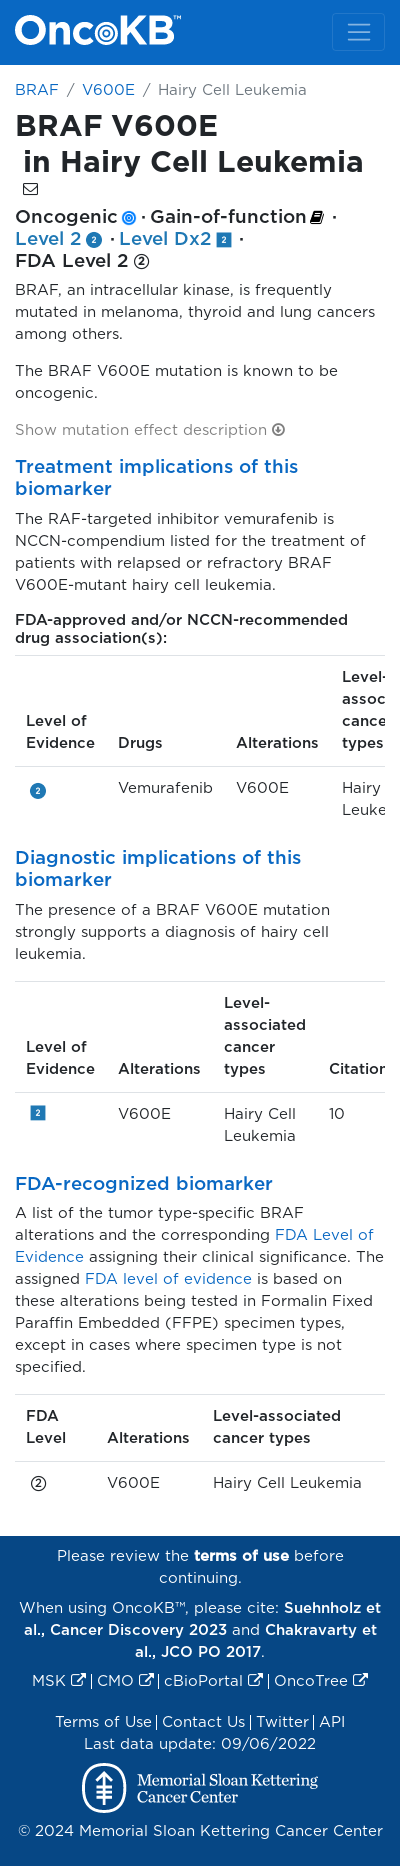 OncoKB™
BRAF / V600E / Hairy Cell Leukemia
BRAF V600E
in Hairy Cell Leukemia
Oncogenic · Gain-of-function ·
Level 2 2 · Level Dx2 2 ·
FDA Level 2 2
BRAF, an intracellular kinase, is frequently
mutated in melanoma, thyroid and lung cancers
among others.
The BRAF V600E mutation is known to be
oncogenic.
Show mutation effect description
Treatment implications of this
biomarker
The RAF-targeted inhibitor vemurafenib is
NCCN-compendium listed for the treatment of
patients with relapsed or refractory BRAF
V600E-mutant hairy cell leukemia.
FDA-approved and/or NCCN-recommended
drug association(s):
Level-
assoc
Level of cance
Evidence Drugs Alterations types
2 Vemurafenib V600E Hairy
Leuke
Diagnostic implications of this
biomarker
The presence of a BRAF V600E mutation
strongly supports a diagnosis of hairy cell
leukemia.
Level-
associated
Level of cancer
Evidence Alterations types Citation
2 V600E Hairy Cell 10
Leukemia
FDA-recognized biomarker
A list of the tumor type-specific BRAF
alterations and the corresponding FDA Level of
Evidence assigning their clinical significance. The
assigned FDA level of evidence is based on
these alterations being tested in Formalin Fixed
Paraffin Embedded (FFPE) specimen types,
except in cases where specimen type is not
specified.
FDA Level-associated
Level Alterations cancer types
2 V600E Hairy Cell Leukemia
Please review the terms of use before
continuing.
When using OncoKB™, please cite: Suehnholz et
al., Cancer Discovery 2023 and Chakravarty et
al., JCO PO 2017.
MSK | CMO | cBioPortal | OncoTree
Terms of Use | Contact Us | Twitter | API
Last data update: 09/06/2022
Memorial Sloan Kettering
Cancer Center
© 2024 Memorial Sloan Kettering Cancer Center